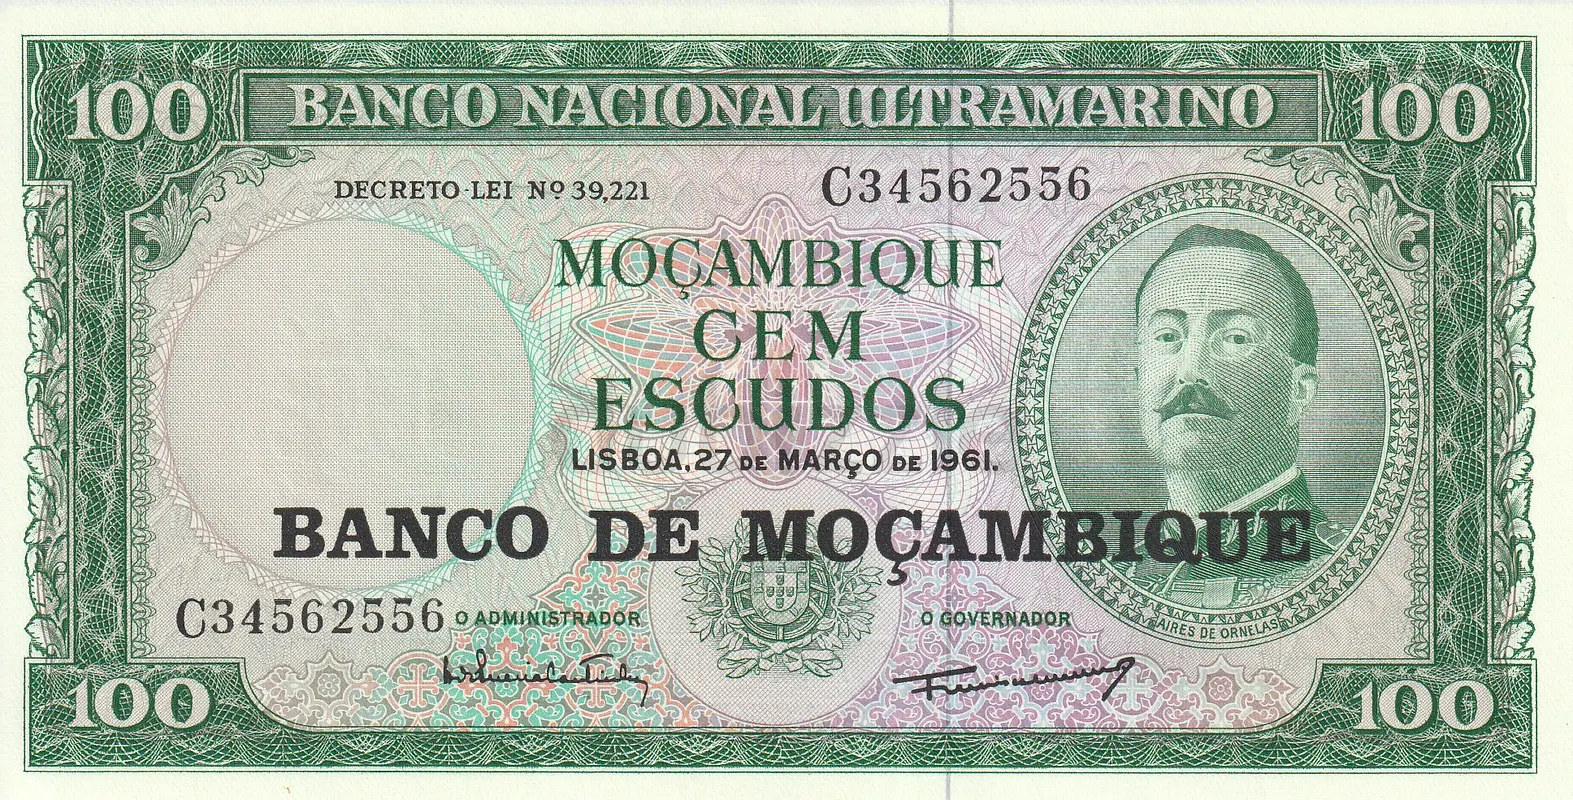 100 BANCO NACIONAL ULTRAMARINO 100
DECRETO-LEI Nº 39,221
C34562556
MOÇAMBIQUE
CEM
ESCUDOS
LISBOA, 27 DE MARÇO DE 1961.
BANCO DE MOÇAMBIQUE
C34562556
O ADMINISTRADOR
O GOVERNADOR
AIRES DE ORNELAS
100
100